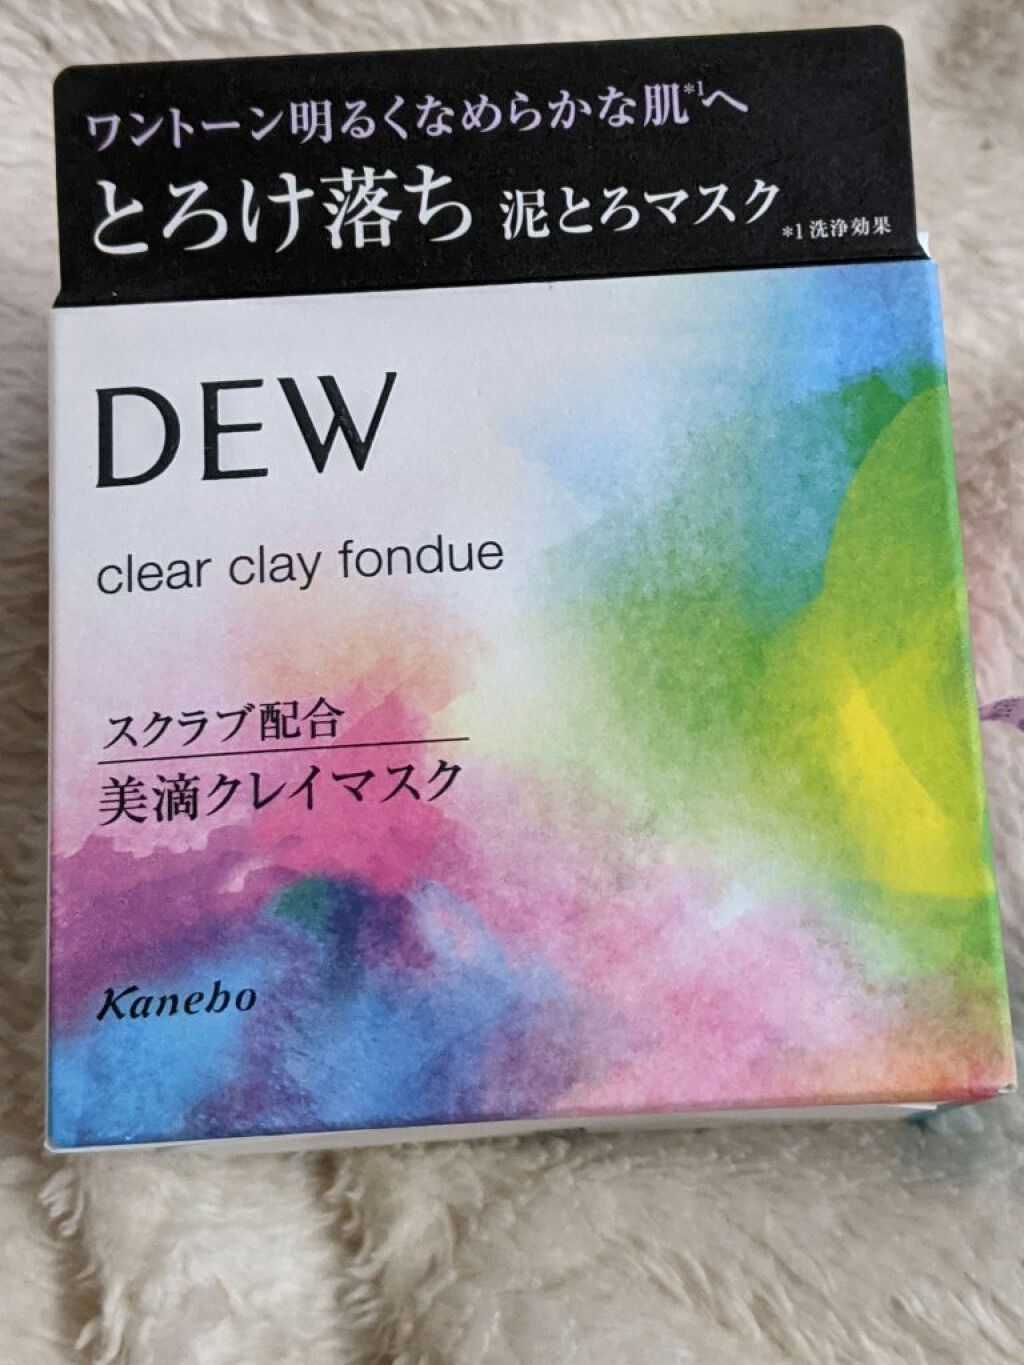 ワントーン明るくなめらかな肌*1へ
とろけ落ち 泥とろマスク *1 洗浄効果
DEW
clear clay fondue
スクラブ配合
美滴クレイマスク
Kanebo